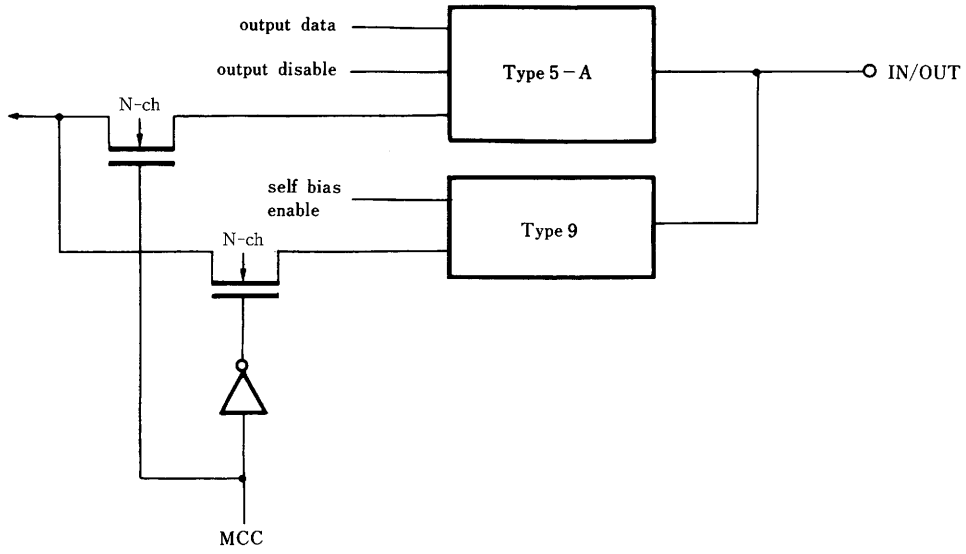 output data
output disable
Type 5-A
IN/OUT
N-ch
self bias
enable
Type 9
N-ch
MCC